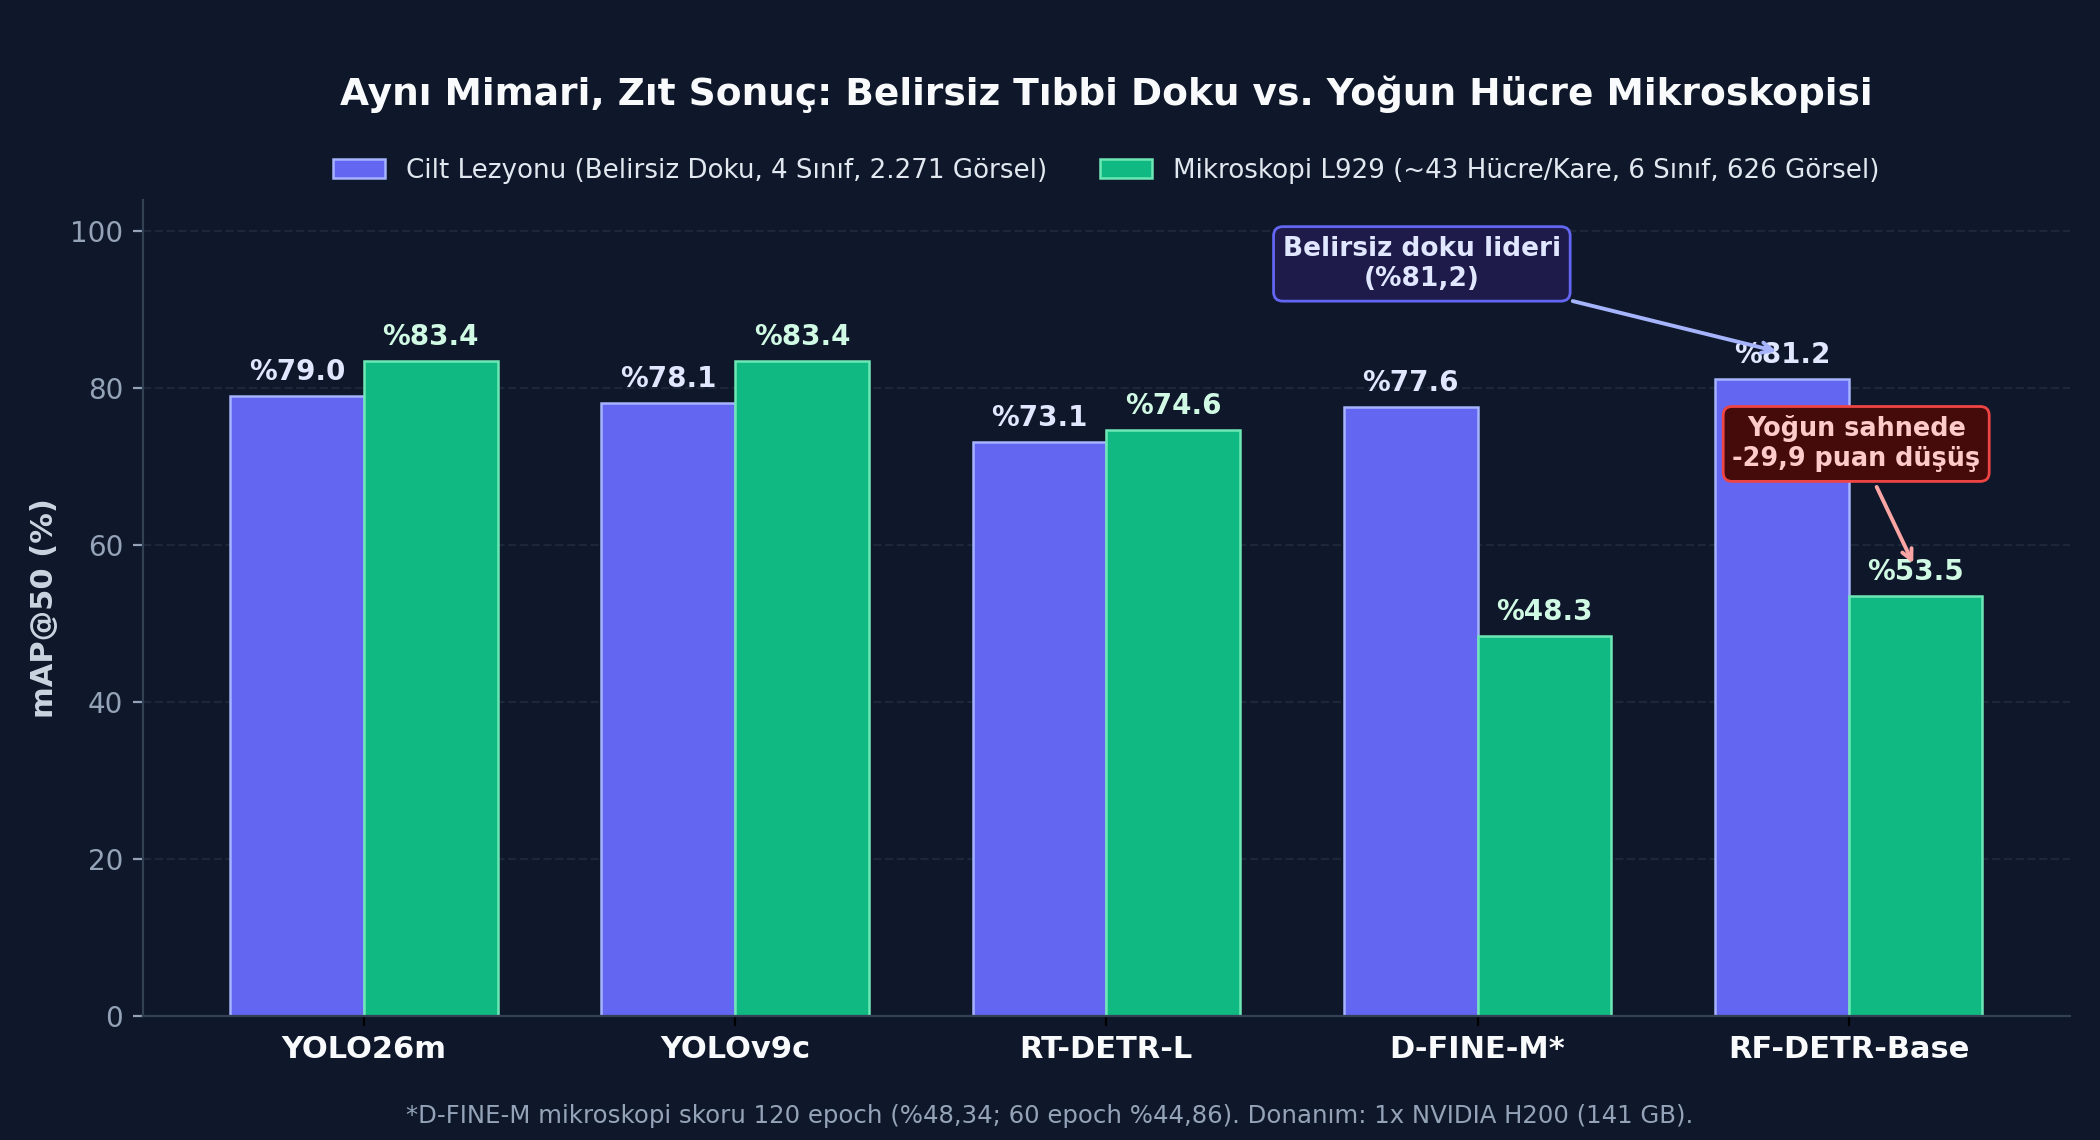 Aynı Mimari, Zıt Sonuç: Belirsiz Tıbbi Doku vs. Yoğun Hücre Mikroskopisi
Cilt Lezyonu (Belirsiz Doku, 4 Sınıf, 2.271 Görsel)
Mikroskopi L929 (~43 Hücre/Kare, 6 Sınıf, 626 Görsel)
mAP@50 (%)
100
80
60
40
20
0
%79.0
%83.4
%78.1
%83.4
%73.1
%74.6
%77.6
%48.3
%81.2
%53.5
Belirsiz doku lideri
(%81,2)
Yoğun sahnede
-29,9 puan düşüş
YOLO26m
YOLOv9c
RT-DETR-L
D-FINE-M*
RF-DETR-Base
*D-FINE-M mikroskopi skoru 120 epoch (%48,34; 60 epoch %44,86). Donanım: 1x NVIDIA H200 (141 GB).